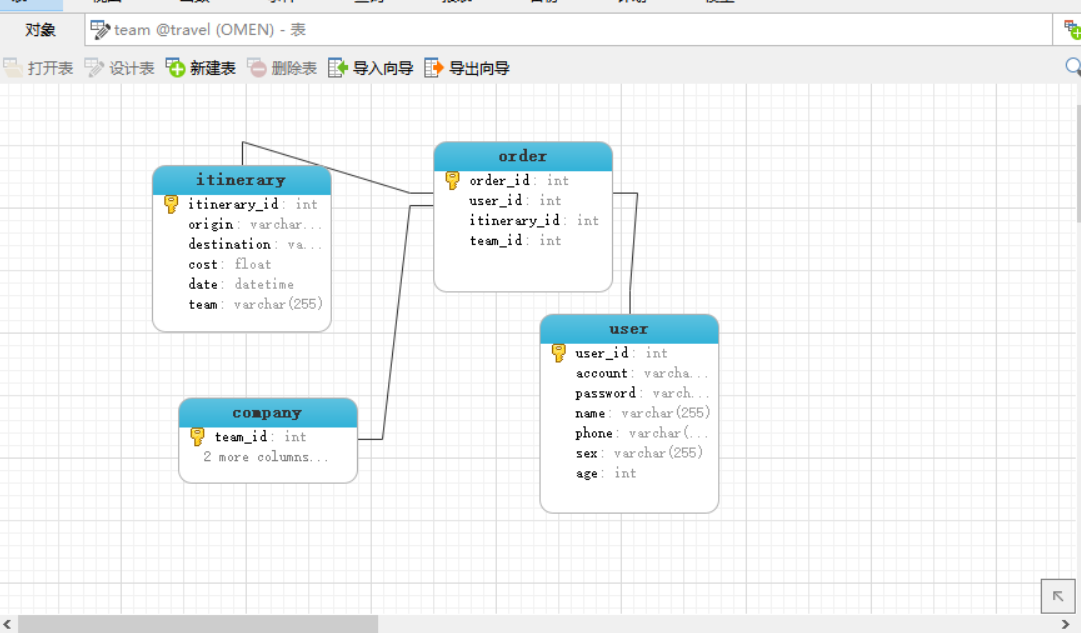 对象
team @travel (OMEN) - 表
打开表 设计表 新建表 删除表 导入向导 导出向导
order
order_id: int
user_id: int
itinerary_id: int
team_id: int
itinerary
itinerary_id: int
origin: varchar...
destination: va...
cost: float
date: datetime
team: varchar(255)
user
user_id: int
account: varcha...
password: varch...
name: varchar(255)
phone: varchar(...
sex: varchar(255)
age: int
company
team_id: int
2 more columns...